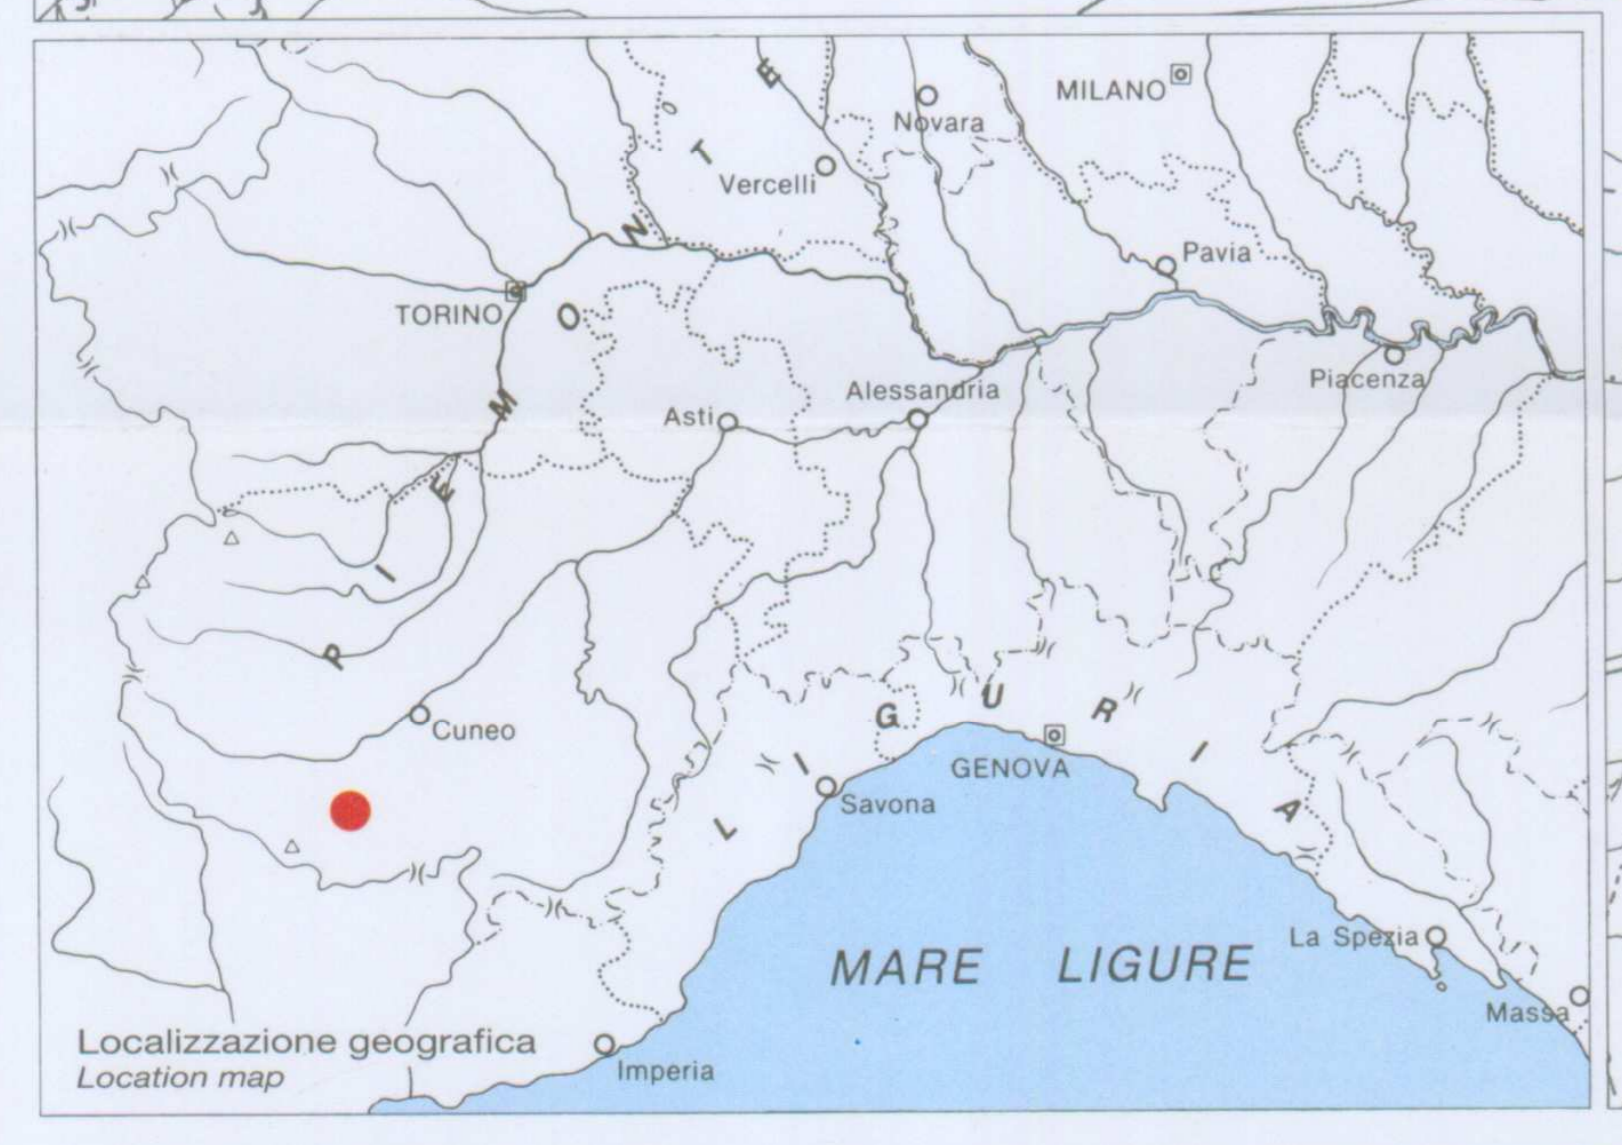 MILANO
Novara
Vercelli
Pavia
TORINO
Piacenza
Alessandria
Asti
PIEMONTE
Cuneo
LIGURIA
GENOVA
Savona
La Spezia
MARE LIGURE
Massa
Localizzazione geografica
Location map
Imperia